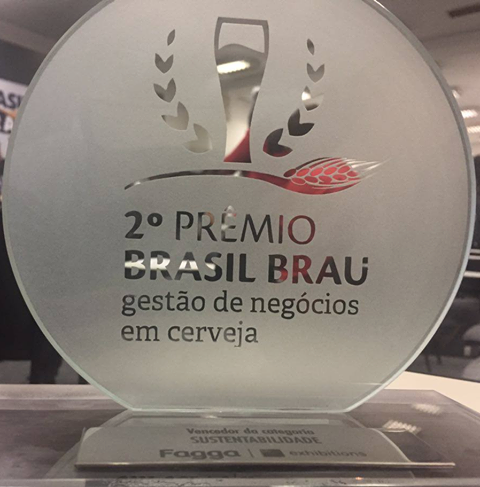 2º PRÊMIO
BRASIL BRAU
gestão de negócios
em cerveja
Vencedor da categoria
SUSTENTABILIDADE
Fagga | exhibitions